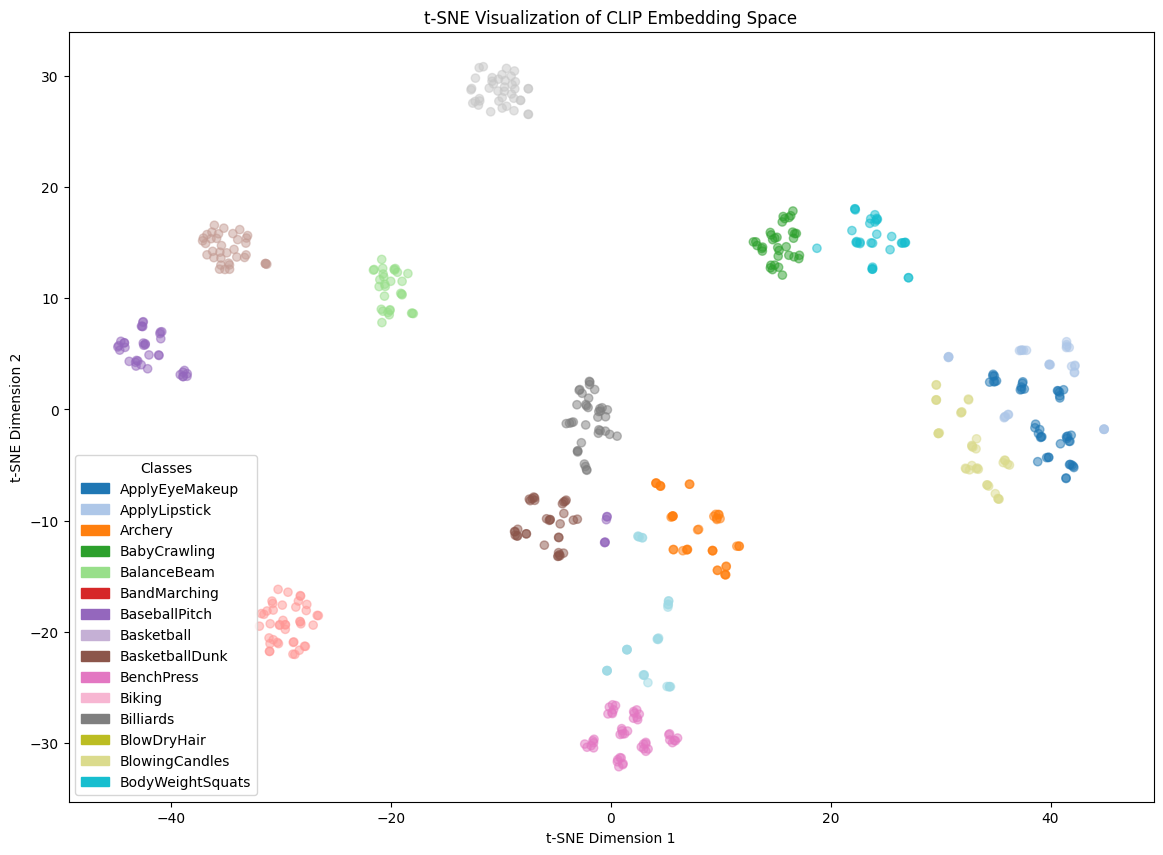 t-SNE Visualization of CLIP Embedding Space
t-SNE Dimension 2
30
20
10
0
−10
−20
−30
Classes
ApplyEyeMakeup
ApplyLipstick
Archery
BabyCrawling
BalanceBeam
BandMarching
BaseballPitch
Basketball
BasketballDunk
BenchPress
Biking
Billiards
BlowDryHair
BlowingCandles
BodyWeightSquats
−40 −20 0 20 40
t-SNE Dimension 1